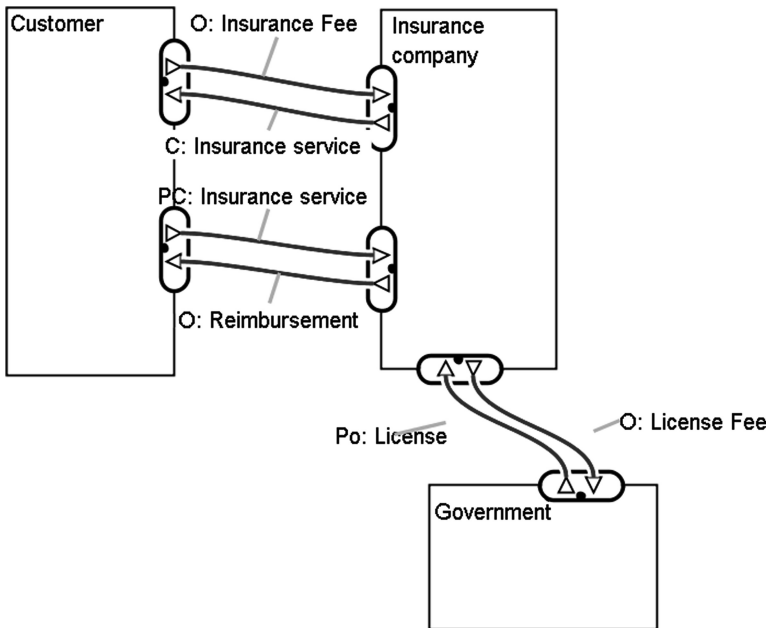 Customer
O: Insurance Fee
Insurance
company
C: Insurance service
PC: Insurance service
O: Reimbursement
Po: License
O: License Fee
Government